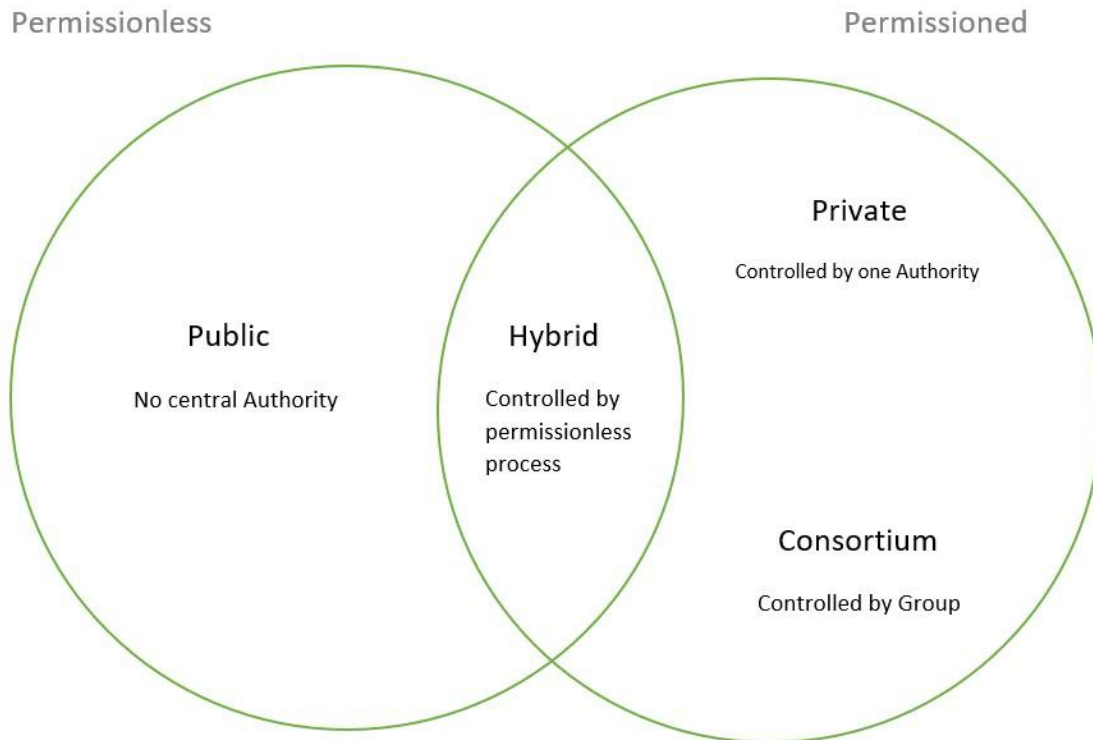 Permissionless
Permissioned
Public
No central Authority
Hybrid
Controlled by
permissionless
process
Private
Controlled by one Authority
Consortium
Controlled by Group